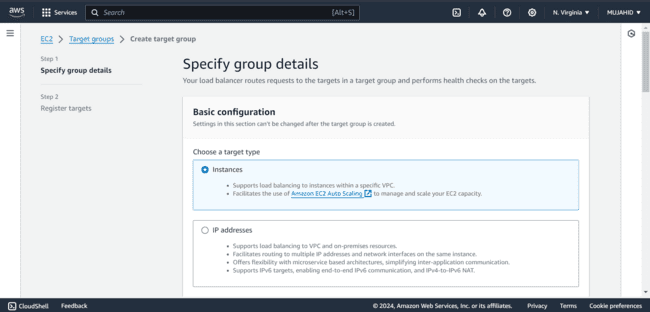 aws Services Search [Alt+S] N. Virginia MUJAHI0
EC2 > Target groups > Create target group
Step 1
Specify group details
Step 2
Register targets
Specify group details
Your load balancer routes requests to the targets in a target group and performs health checks on the targets.
Basic configuration
Settings in this section can't be changed after the target group is created.
Choose a target type
Instances
• Supports load balancing to instances within a specific VPC.
• Facilitates the use of Amazon EC2 Auto Scaling to manage and scale your EC2 capacity.
IP addresses
• Supports load balancing to VPC and on-premises resources.
• Facilitates routing to multiple IP addresses and network interfaces on the same instance.
• Offers flexibility with microservice based architectures, simplifying inter-application communication.
• Supports IPv6 targets, enabling end-to-end IPv6 communication, and IPv4-to-IPv6 NAT.
CloudShell Feedback © 2024, Amazon Web Services, Inc. or its affiliates. Privacy Terms Cookie preferences